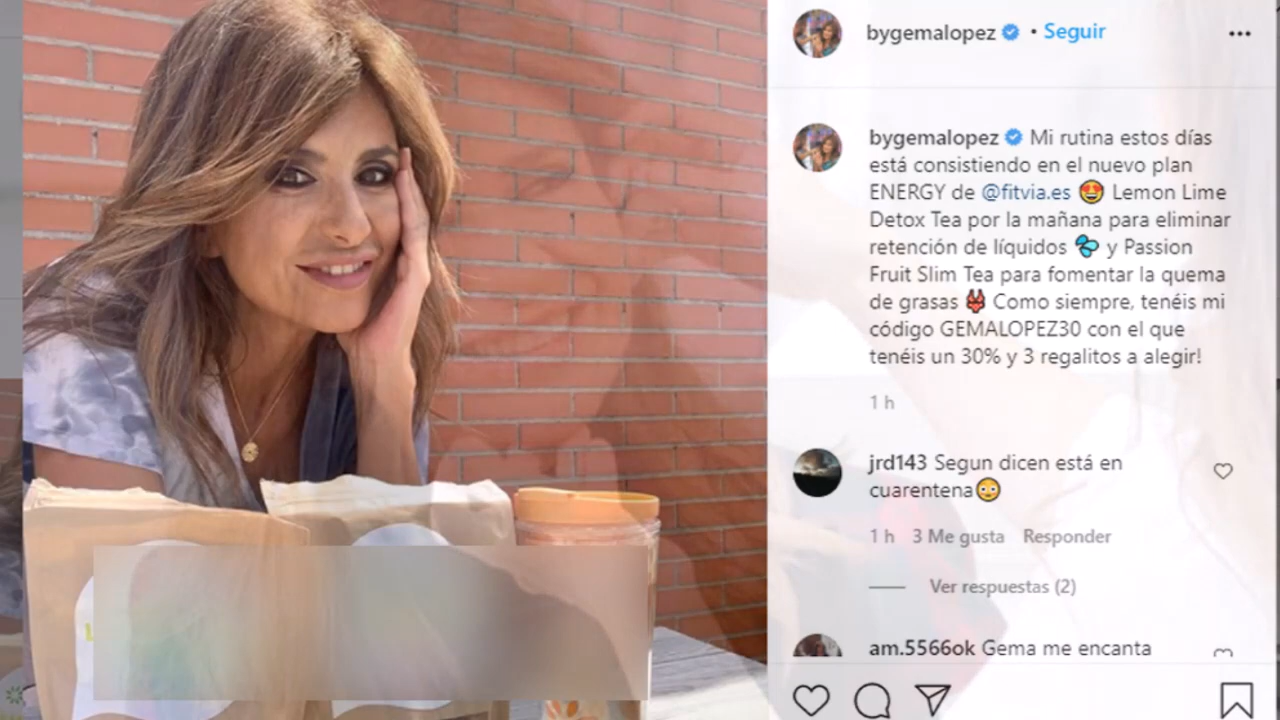 bygemalopez • Seguir
bygemalopez Mi rutina estos días
está consistiendo en el nuevo plan
ENERGY de @fitvia.es 😍 Lemon Lime
Detox Tea por la mañana para eliminar
retención de líquidos 💦 y Passion
Fruit Slim Tea para fomentar la quema
de grasas 👙 Como siempre, tenéis mi
código GEMALOPEZ30 con el que
tenéis un 30% y 3 regalitos a alegir!
1 h
jrd143 Segun dicen está en
cuarentena😳
1 h 3 Me gusta Responder
Ver respuestas (2)
am.5566ok Gema me encanta